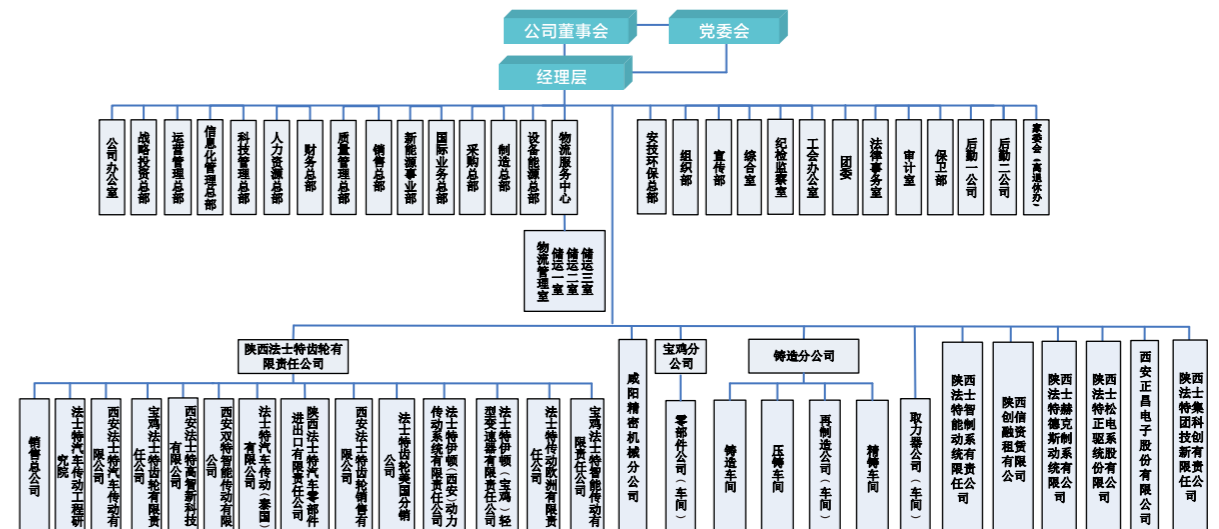 公司董事会
党委会
经理层
公司办公室
战略投资总部
运营管理总部
信息化管理总部
科技管理总部
人力资源总部
财务总部
质量管理总部
销售总部
新能源事业部
国际业务总部
采购总部
制造总部
设备能源总部
物流服务中心
安技环保总部
组织部
宣传部
综合室
纪检监察室
工会办公室
团委
法律事务室
审计室
保卫部
后勤一公司
后勤二公司
家委会（离退休办）
物流管理室
储运一室
储运二室
储运三室
陕西法士特齿轮有
限责任公司
咸阳精密机械分公司
宝鸡分
公司
铸造分公司
销售总公司
法士特汽车传动工程研
究院
西安法士特汽车传动有
限公司
宝鸡法士特齿轮有限责
任公司
西安法士特高智新科技
有限公司
西安双特智能传动有限
公司
法士特汽车传动（泰国）
有限公司
陕西法士特汽车零部件
进出口有限责任公司
西安法士特齿轮销售有
限公司
法士特齿轮美国分销
公司
法士特伊顿（西安）动力
传动系统有限责任公司
法士特伊顿（宝鸡）轻
型变速器有限责任公司
法士特传动欧洲有限责
任公司
宝鸡法士特智能传动有
限责任公司
零部件公司（车间）
铸造车间
压铸车间
再制造公司（车间）
精铸车间
取力器公司（车间）
陕西法士特智能制动系统有限责任公司
陕西创信融资租赁有限公司
陕西法士特赫德克斯制动系统有限公司
陕西法士特松正电驱系统股份有限公司
西安正昌电子股份有限公司
陕西法士特集团科技创新有限责任公司